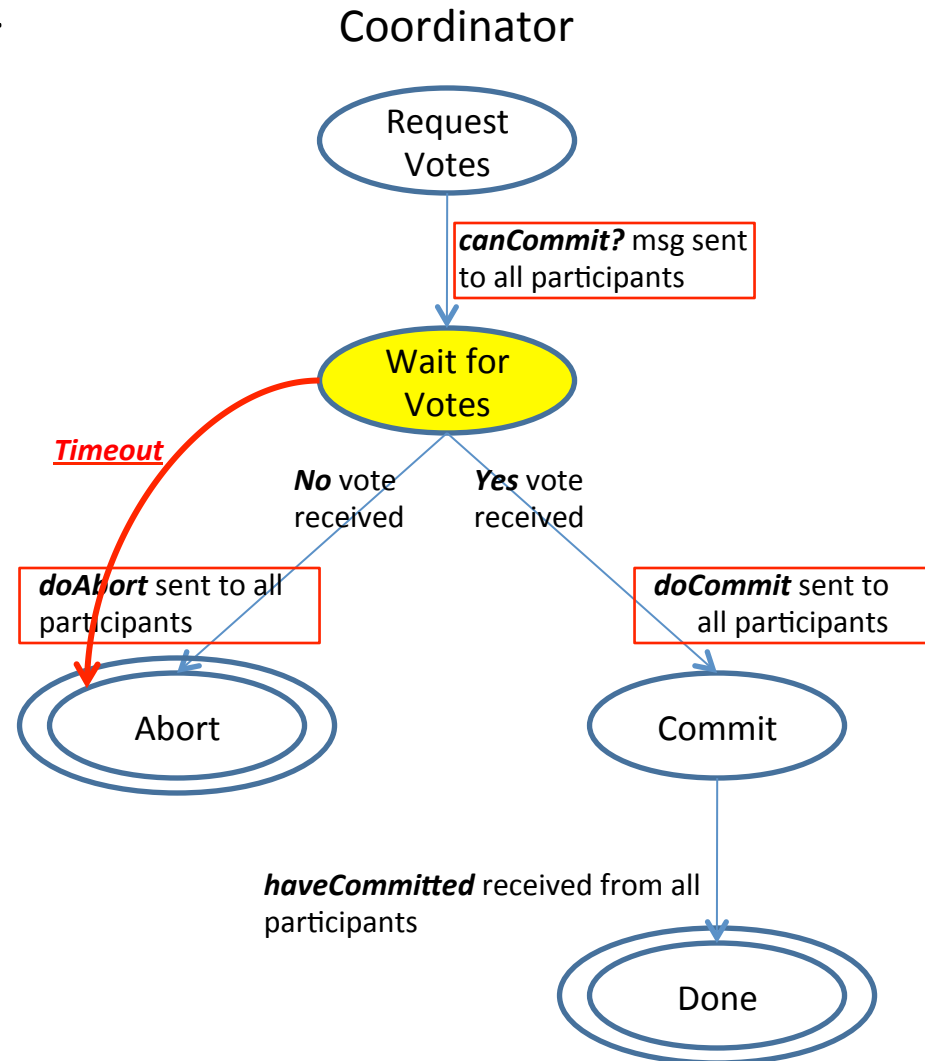 Coordinator
Request
Votes
canCommit? msg sent
to all participants
Wait for
Votes
Timeout
No vote
received
Yes vote
received
doAbort sent to all
participants
doCommit sent to
all participants
Abort
Commit
haveCommitted received from all
participants
Done